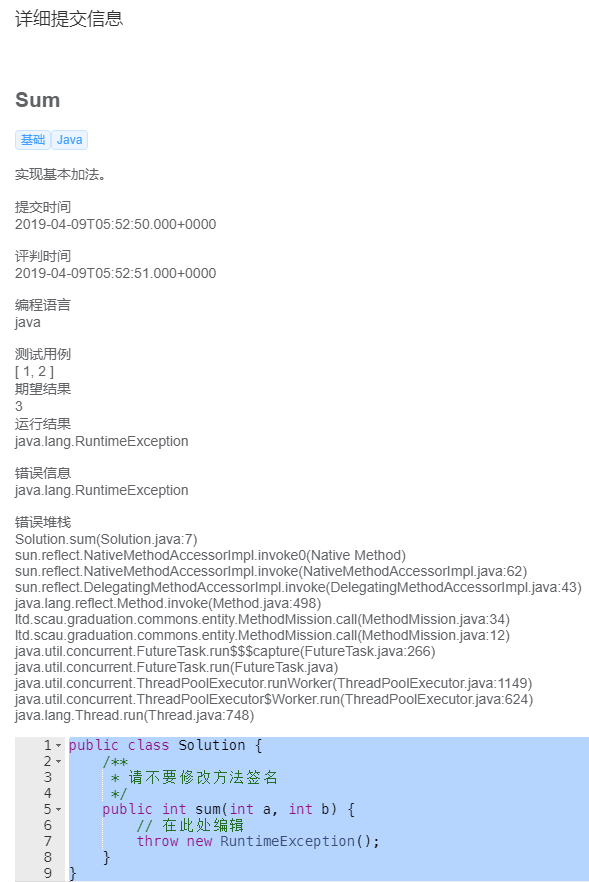 详细提交信息
Sum
基础 Java
实现基本加法。
提交时间
2019-04-09T05:52:50.000+0000
评判时间
2019-04-09T05:52:51.000+0000
编程语言
java
测试用例
[ 1, 2 ]
期望结果
3
运行结果
java.lang.RuntimeException
错误信息
java.lang.RuntimeException
错误堆栈
Solution.sum(Solution.java:7)
sun.reflect.NativeMethodAccessorImpl.invoke0(Native Method)
sun.reflect.NativeMethodAccessorImpl.invoke(NativeMethodAccessorImpl.java:62)
sun.reflect.DelegatingMethodAccessorImpl.invoke(DelegatingMethodAccessorImpl.java:43)
java.lang.reflect.Method.invoke(Method.java:498)
ltd.scau.graduation.commons.entity.MethodMission.call(MethodMission.java:34)
ltd.scau.graduation.commons.entity.MethodMission.call(MethodMission.java:12)
java.util.concurrent.FutureTask.run$$$capture(FutureTask.java:266)
java.util.concurrent.FutureTask.run(FutureTask.java)
java.util.concurrent.ThreadPoolExecutor.runWorker(ThreadPoolExecutor.java:1149)
java.util.concurrent.ThreadPoolExecutor$Worker.run(ThreadPoolExecutor.java:624)
java.lang.Thread.run(Thread.java:748)
1 public class Solution {
2 /**
3 * 请不要修改方法签名
4 */
5 public int sum(int a, int b) {
6 // 在此处编辑
7 throw new RuntimeException();
8 }
9 }